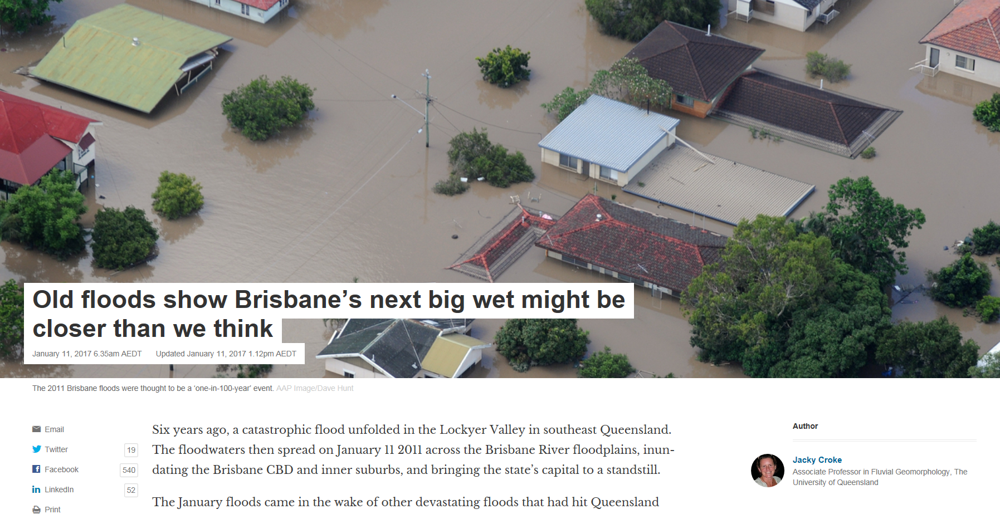 Old floods show Brisbane’s next big wet might be
closer than we think
January 11, 2017 6.35am AEDT Updated January 11, 2017 1.12pm AEDT
The 2011 Brisbane floods were thought to be a ‘one-in-100-year’ event. AAP Image/Dave Hunt
Email
Twitter 19
Facebook 540
LinkedIn 52
Print
Six years ago, a catastrophic flood unfolded in the Lockyer Valley in southeast Queensland.
The floodwaters then spread on January 11 2011 across the Brisbane River floodplains, inun-
dating the Brisbane CBD and inner suburbs, and bringing the state’s capital to a standstill.
The January floods came in the wake of other devastating floods that had hit Queensland
Author
Jacky Croke
Associate Professor in Fluvial Geomorphology, The
University of Queensland